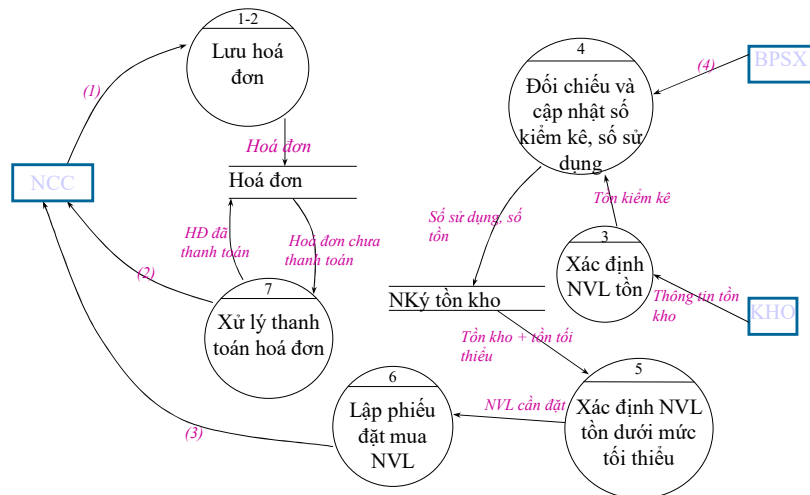 1-2
Lưu hoá
đơn
4
Đối chiếu và
cập nhật số
kiểm kê, số sử
dụng
BPSX
(4)
(1)
Hoá đơn
Hoá đơn
NCC
HĐ đã
thanh toán
Hoá đơn chưa
thanh toán
Số sử dụng, số
tồn
Tồn kiểm kê
3
Xác định
NVL tồn
Thông tin tồn
kho
KHO
(2)
7
Xử lý thanh
toán hoá đơn
NKý tồn kho
Tồn kho + tồn tối
thiểu
5
Xác định NVL
tồn dưới mức
tối thiểu
NVL cần đặt
6
Lập phiếu
đặt mua
NVL
(3)